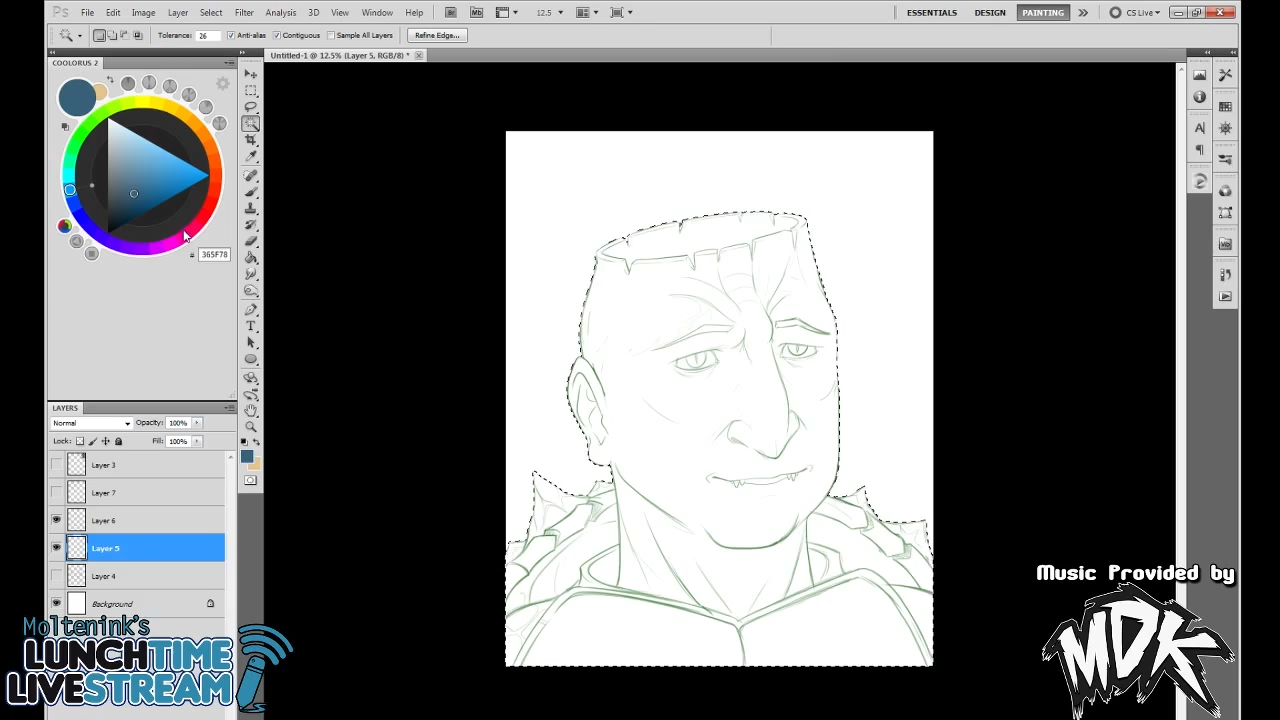 Ps File Edit Image Layer Select Filter Analysis 3D View Window Help Br Mb 12.5 ESSENTIALS DESIGN PAINTING CS Live
Tolerance: 26 Anti-alias Contiguous Sample All Layers Refine Edge...
Untitled-1 @ 12.5% (Layer 5, RGB/8) *
COOLORUS 2
# 365F78
LAYERS
Normal Opacity: 100%
Lock: Fill: 100%
Layer 3
Layer 7
Layer 6
Layer 5
Layer 4
Background
Moltenink's
LUNCHTIME
LIVESTREAM
Music Provided by
MDK